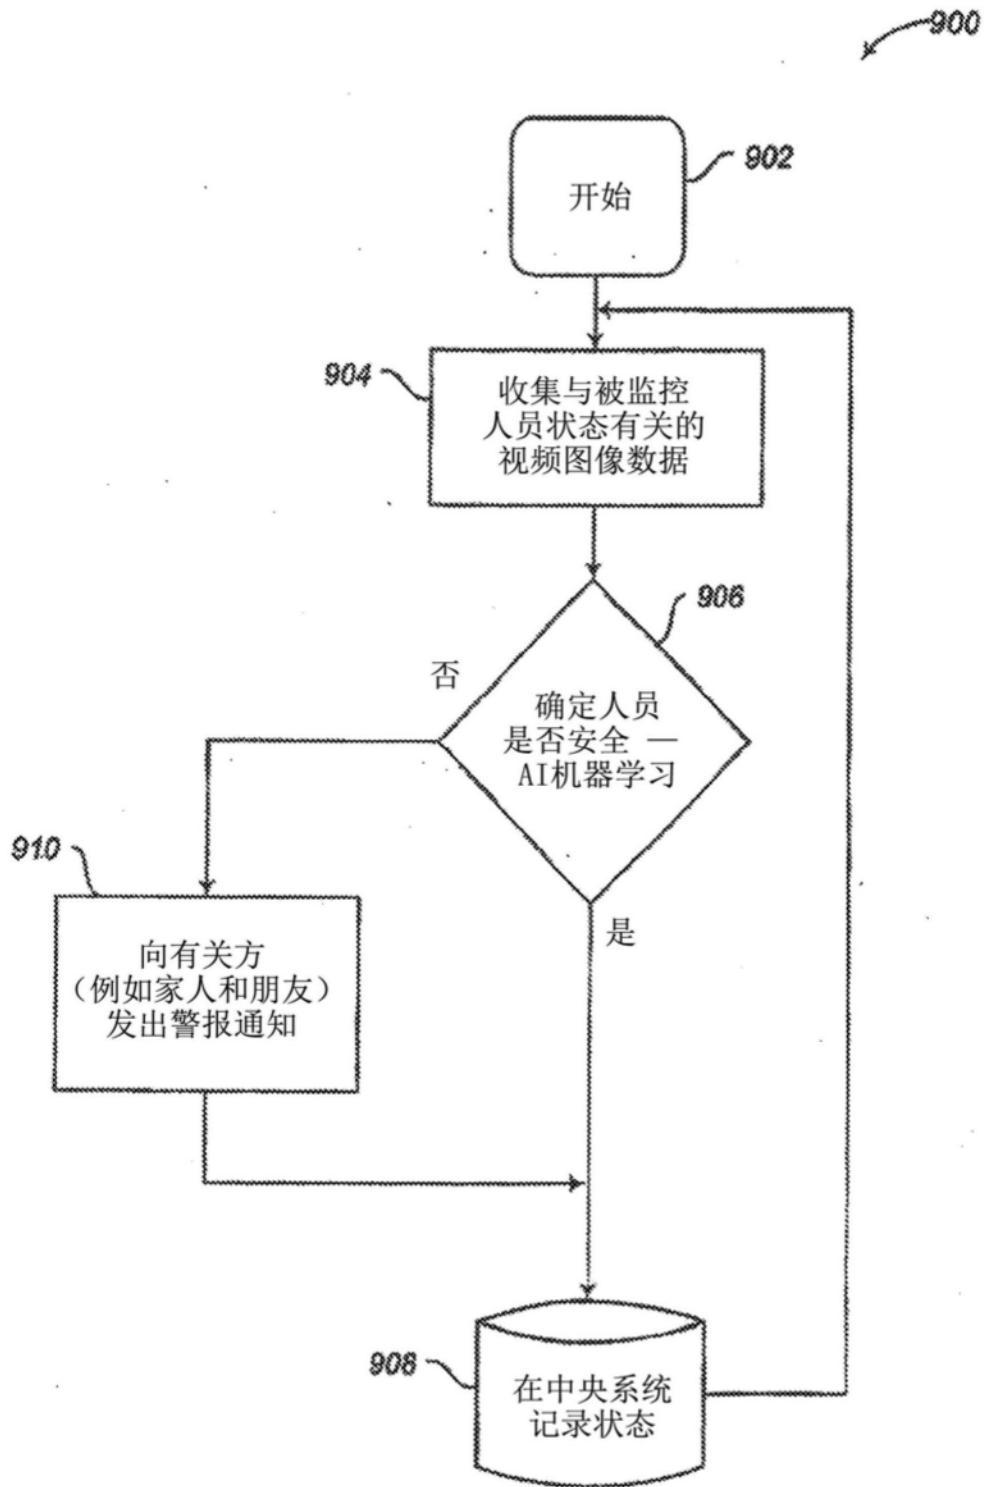 900
902
开始
904
收集与被监控
人员状态有关的
视频图像数据
906
否
确定人员
是否安全 —
AI机器学习
910
是
向有关方
（例如家人和朋友）
发出警报通知
908
在中央系统
记录状态